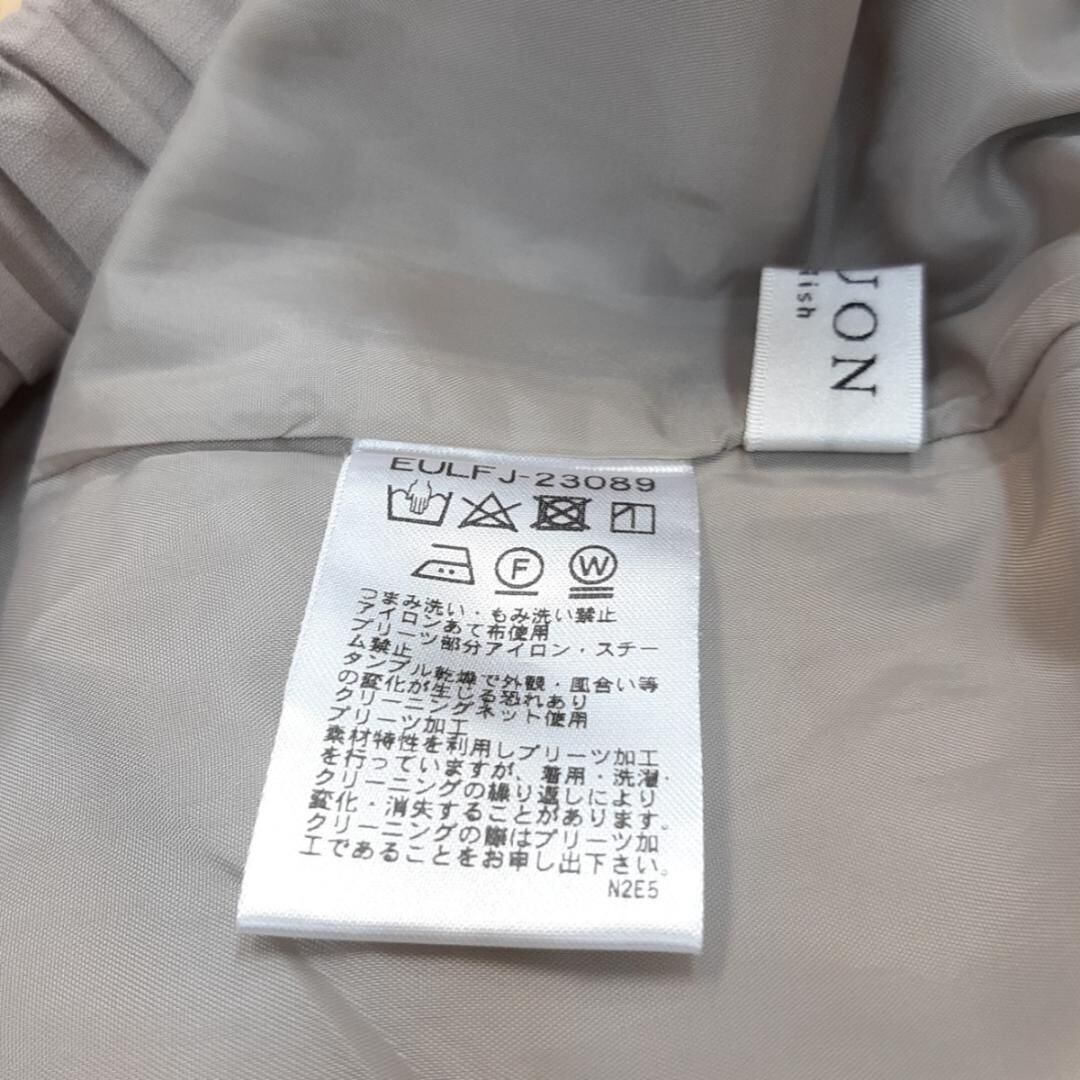 JON
ish
EULFJ-23089
F W
つまみ洗い・もみ洗い禁止
アイロンあて布使用
プリーツ部分アイロン・スチー
ム禁止
タンブル乾燥で外観・風合い等
の変化が生じる恐れあり
クリーニングネット使用
プリーツ加工
素材特性を利用しプリーツ加工
を行っていますが、着用・洗濯・
クリーニングの繰り返しにより
変化・消失することがあります。
クリーニングの際はプリーツ加
工であることをお申し出下さい。
N2E5